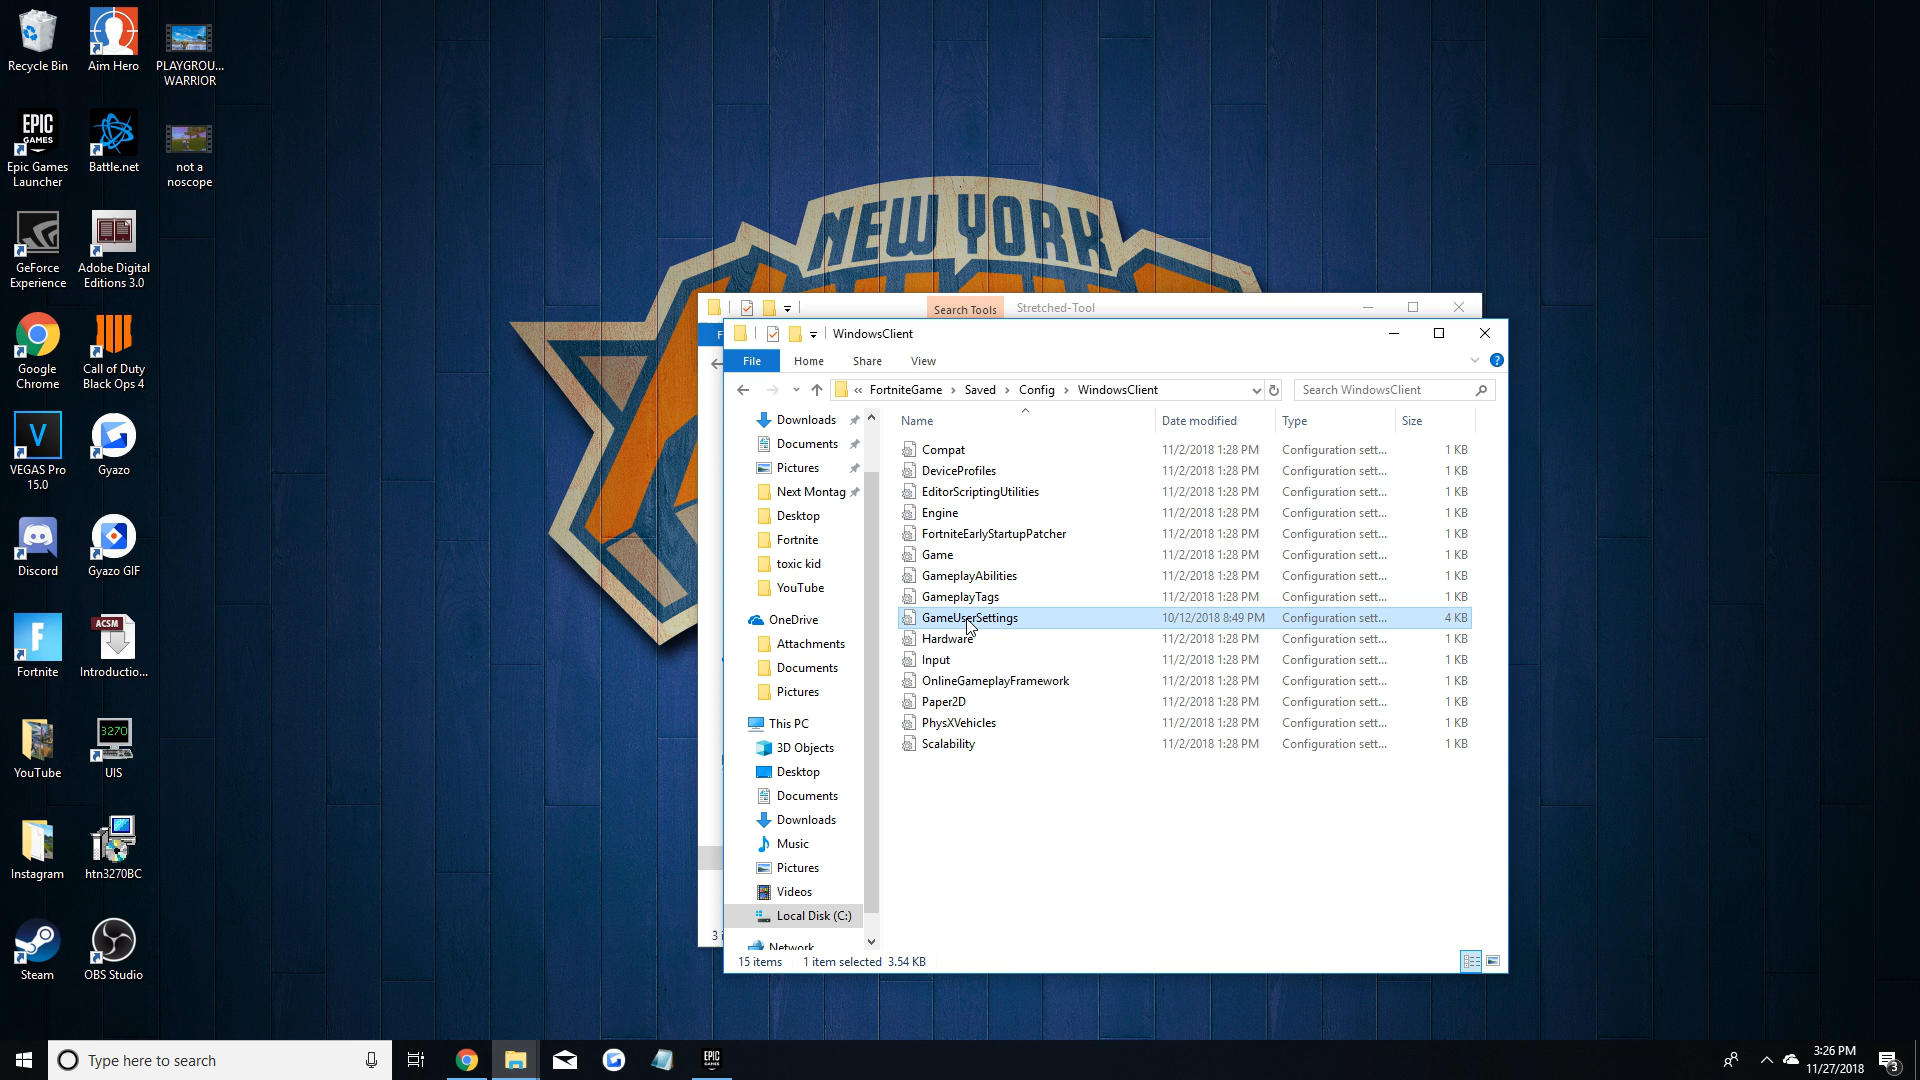 Recycle Bin
Aim Hero
PLAYGROU...
WARRIOR
EPIC
GAMES
Epic Games
Launcher
Battle.net
not a
noscope
GeForce
Experience
Adobe Digital
Editions 3.0
Google
Chrome
Call of Duty
Black Ops 4
V
VEGAS Pro
15.0
Gyazo
Discord
Gyazo GIF
F
Fortnite
ACSM
Introductio...
YouTube
3270
UIS
Instagram
htn3270BC
Steam
OBS Studio
NEW YORK
Search Tools
Stretched-Tool
F
3 i
WindowsClient
File
Home
Share
View
?
« FortniteGame > Saved > Config > WindowsClient
Search WindowsClient
Downloads
Documents
Pictures
Next Montag
Desktop
Fortnite
toxic kid
YouTube
OneDrive
Attachments
Documents
Pictures
This PC
3D Objects
Desktop
Documents
Downloads
Music
Pictures
Videos
Local Disk (C:)
Network
Name Date modified Type Size
Compat 11/2/2018 1:28 PM Configuration sett... 1 KB
DeviceProfiles 11/2/2018 1:28 PM Configuration sett... 1 KB
EditorScriptingUtilities 11/2/2018 1:28 PM Configuration sett... 1 KB
Engine 11/2/2018 1:28 PM Configuration sett... 1 KB
FortniteEarlyStartupPatcher 11/2/2018 1:28 PM Configuration sett... 1 KB
Game 11/2/2018 1:28 PM Configuration sett... 1 KB
GameplayAbilities 11/2/2018 1:28 PM Configuration sett... 1 KB
GameplayTags 11/2/2018 1:28 PM Configuration sett... 1 KB
GameUserSettings 10/12/2018 8:49 PM Configuration sett... 4 KB
Hardware 11/2/2018 1:28 PM Configuration sett... 1 KB
Input 11/2/2018 1:28 PM Configuration sett... 1 KB
OnlineGameplayFramework 11/2/2018 1:28 PM Configuration sett... 1 KB
Paper2D 11/2/2018 1:28 PM Configuration sett... 1 KB
PhysXVehicles 11/2/2018 1:28 PM Configuration sett... 1 KB
Scalability 11/2/2018 1:28 PM Configuration sett... 1 KB
15 items 1 item selected 3.54 KB
Type here to search
EPIC
GAMES
3:26 PM
11/27/2018
3